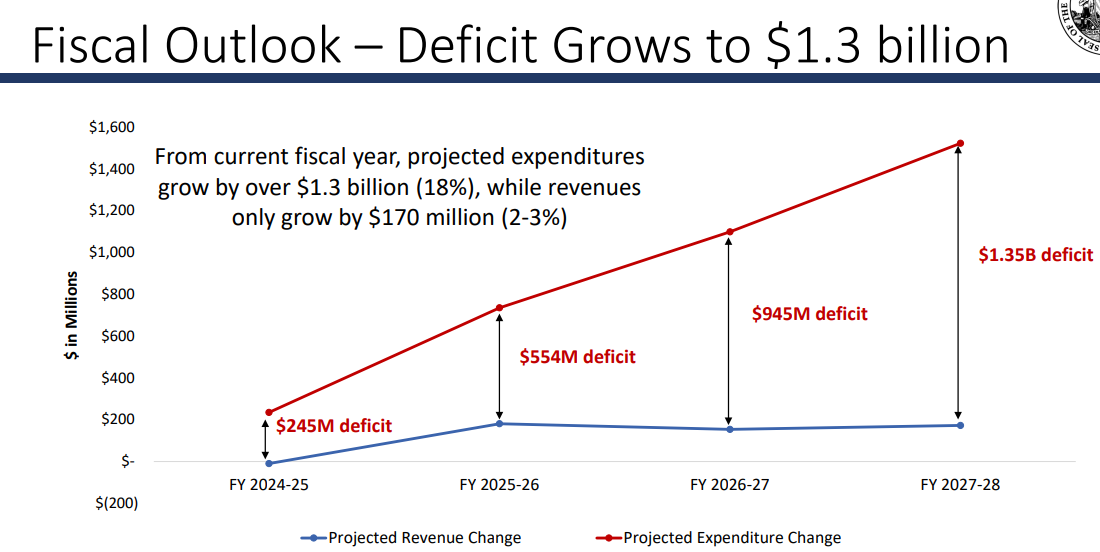 Fiscal Outlook – Deficit Grows to $1.3 billion
SEAL OF THE
$1,600
From current fiscal year, projected expenditures
grow by over $1.3 billion (18%), while revenues
only grow by $170 million (2-3%)
$1,400
$1,200
$1,000
$800
$600
$400
$200
$-
$(200)
$ in Millions
$245M deficit
$554M deficit
$945M deficit
$1.35B deficit
FY 2024-25
FY 2025-26
FY 2026-27
FY 2027-28
Projected Revenue Change
Projected Expenditure Change